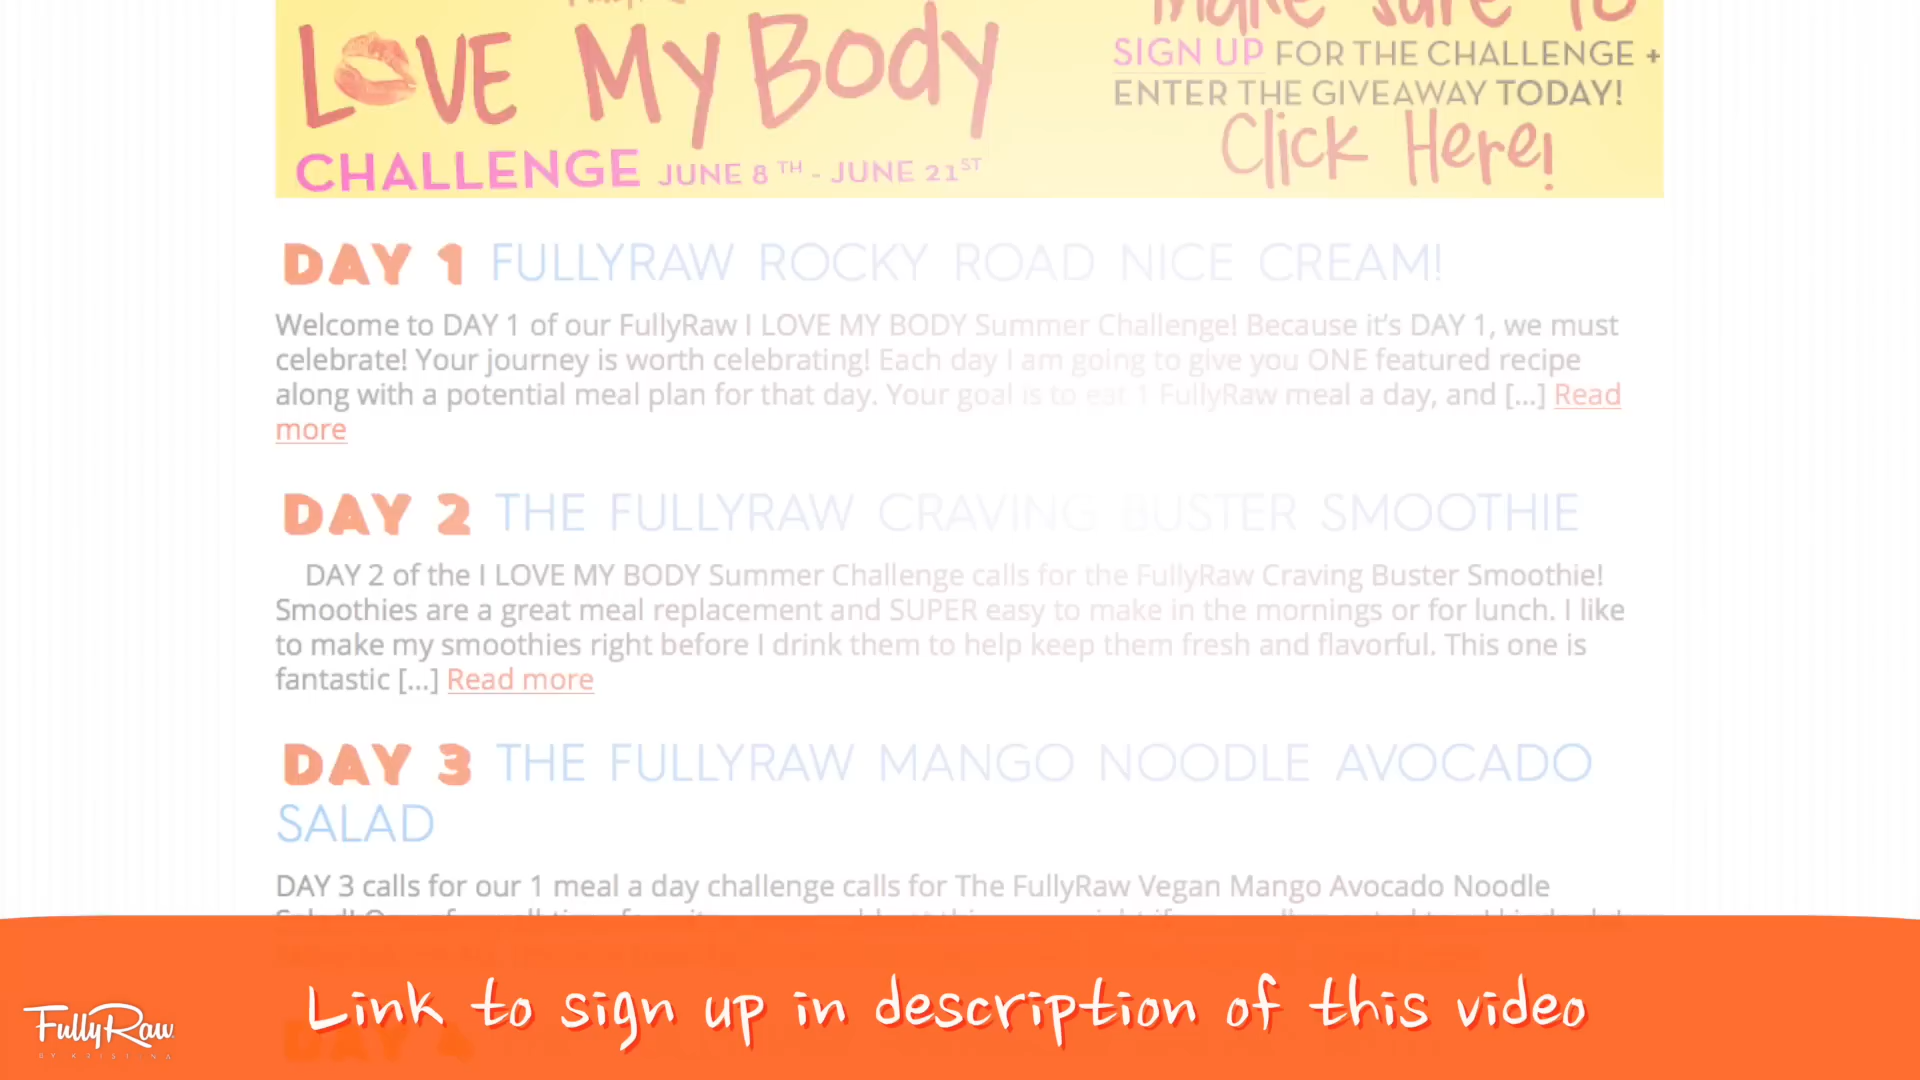 Make sure to
LOVE MY BODY
SIGN UP FOR THE CHALLENGE +
ENTER THE GIVEAWAY TODAY!
Click Here!
CHALLENGE JUNE 8TH - JUNE 21ST
DAY 1 FULLYRAW ROCKY ROAD NICE CREAM!
Welcome to DAY 1 of our FullyRaw I LOVE MY BODY Summer Challenge! Because it’s DAY 1, we must
celebrate! Your journey is worth celebrating! Each day I am going to give you ONE featured recipe
along with a potential meal plan for that day. Your goal is to eat 1 FullyRaw meal a day, and [...] Read
more
DAY 2 THE FULLYRAW CRAVING BUSTER SMOOTHIE
DAY 2 of the I LOVE MY BODY Summer Challenge calls for the FullyRaw Craving Buster Smoothie!
Smoothies are a great meal replacement and SUPER easy to make in the mornings or for lunch. I like
to make my smoothies right before I drink them to help keep them fresh and flavorful. This one is
fantastic [...] Read more
DAY 3 THE FULLYRAW MANGO NOODLE AVOCADO
SALAD
DAY 3 calls for our 1 meal a day challenge calls for The FullyRaw Vegan Mango Avocado Noodle
DAY 4
Link to sign up in description of this video
FullyRaw
BY KRISTINA